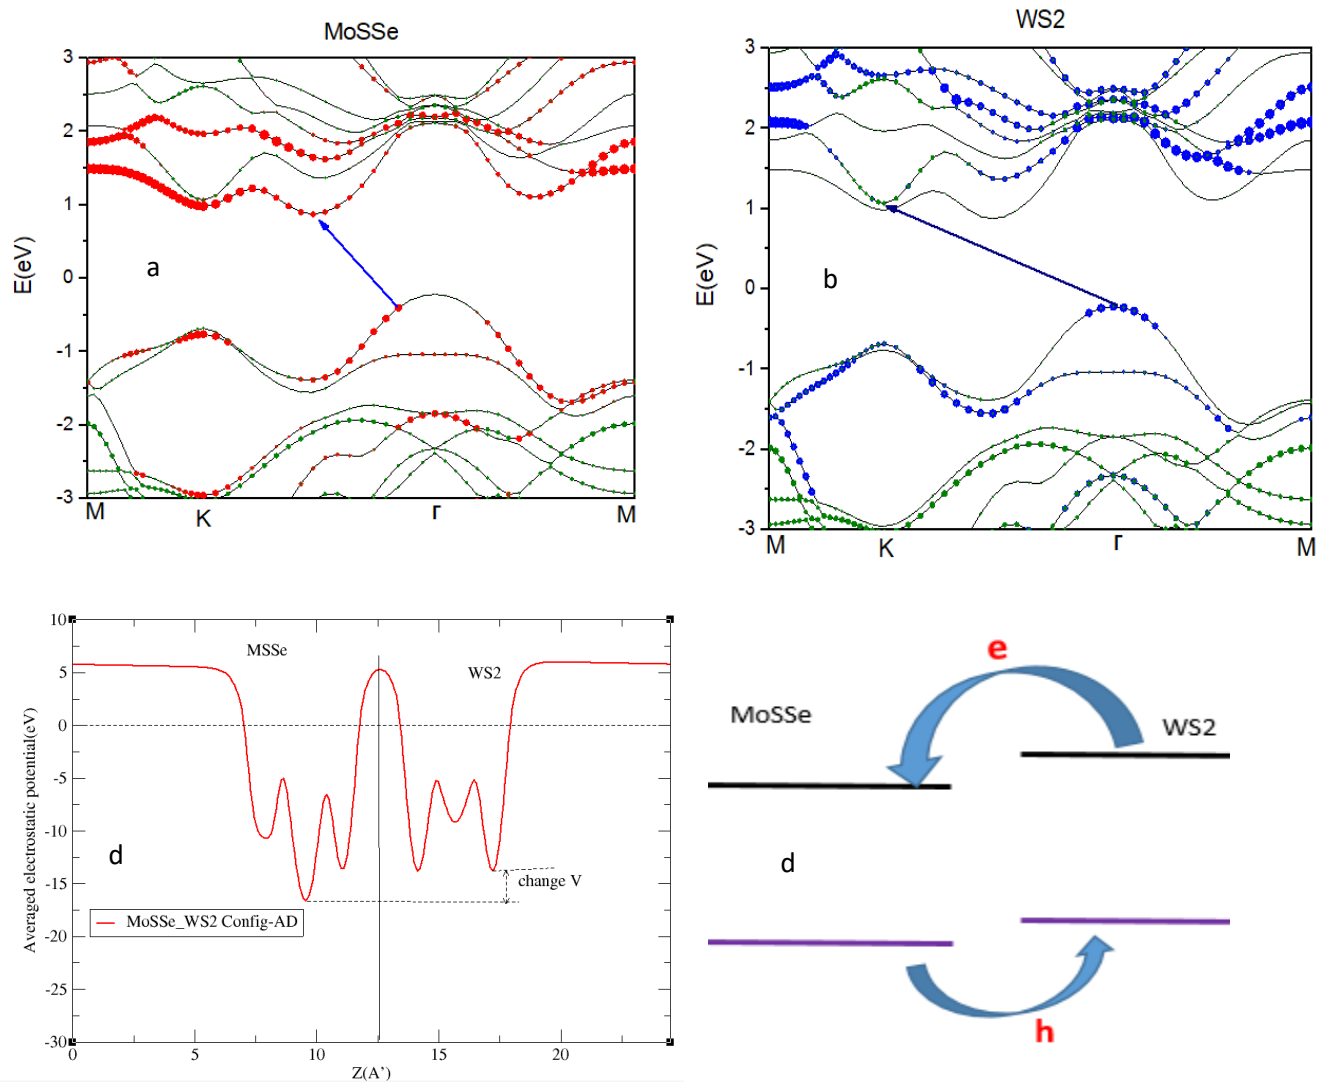 MoSSe
3
2
1
0
-1
-2
-3
E(eV)
a
M
K
Γ
M
WS2
3
2
1
0
-1
-2
-3
E(eV)
b
M
K
Γ
M
10
5
0
-5
-10
-15
-20
-25
-30
Averaged electrostatic potential(eV)
MSSe
WS2
d
change V
MoSSe_WS2 Config-AD
0
5
10
15
20
Z(A')
e
MoSSe
WS2
d
h